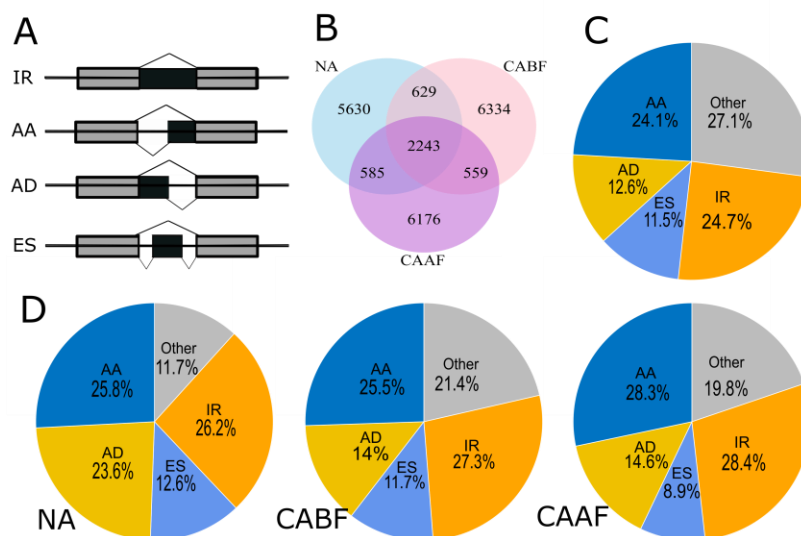 A
IR
AA
AD
ES
B
NA
CABF
629
5630
6334
2243
585
559
6176
CAAF
C
AA
24.1%
Other
27.1%
AD
12.6%
ES
11.5%
IR
24.7%
D
AA
25.8%
Other
11.7%
IR
26.2%
AD
23.6%
ES
12.6%
NA
AA
25.5%
Other
21.4%
AD
14%
ES
11.7%
IR
27.3%
CABF
AA
28.3%
Other
19.8%
AD
14.6%
ES
8.9%
IR
28.4%
CAAF